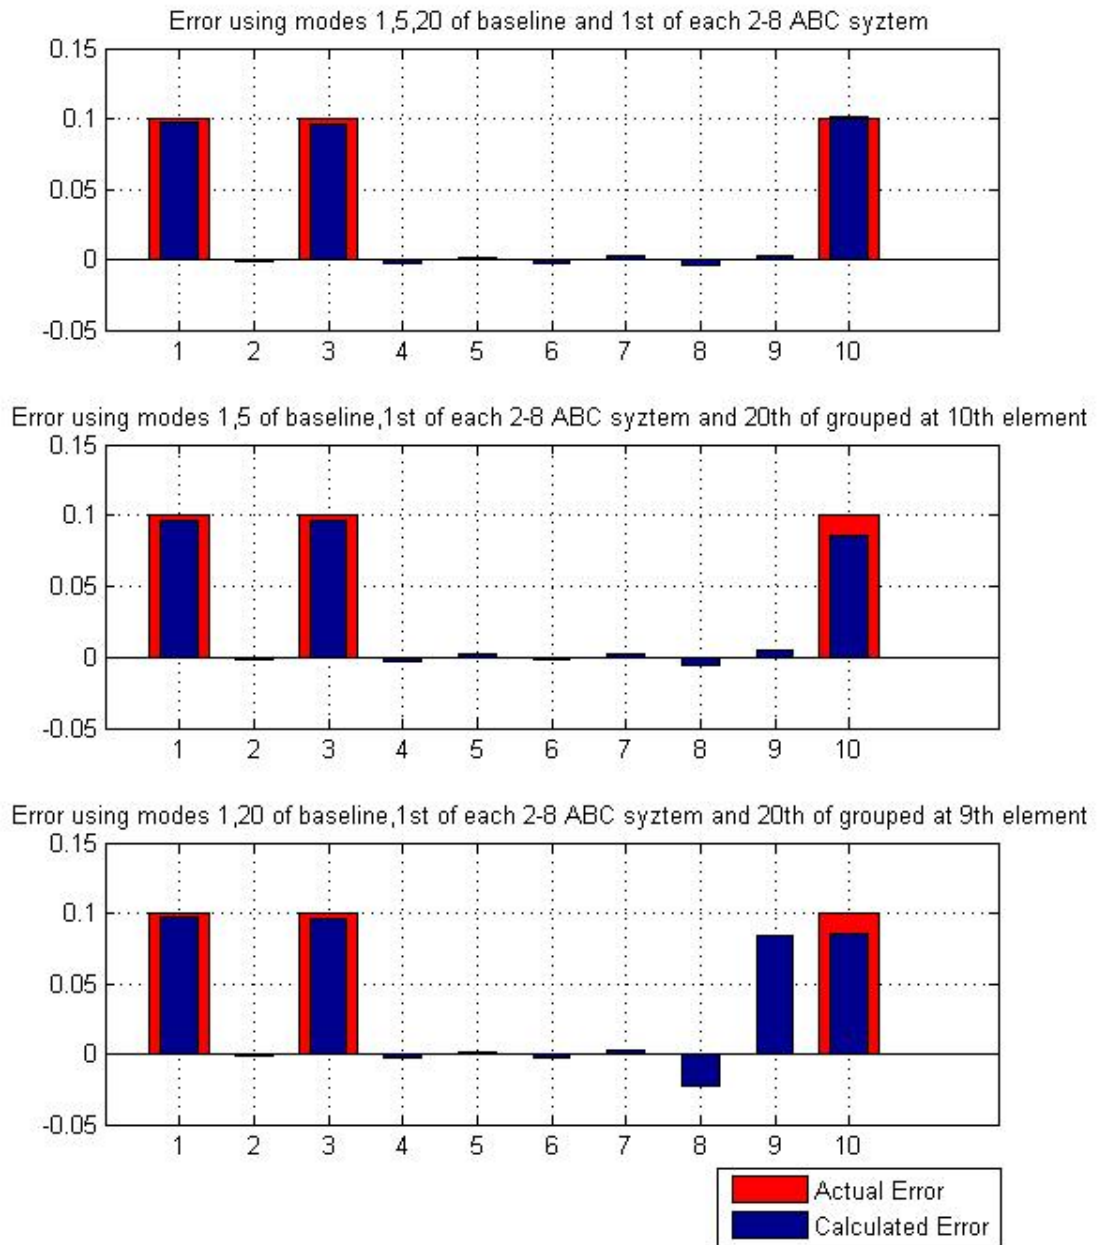 Error using modes 1,5,20 of baseline and 1st of each 2-8 ABC syztem
0.15
0.1
0.05
0
-0.05
1 2 3 4 5 6 7 8 9 10
Error using modes 1,5 of baseline,1st of each 2-8 ABC syztem and 20th of grouped at 10th element
0.15
0.1
0.05
0
-0.05
1 2 3 4 5 6 7 8 9 10
Error using modes 1,20 of baseline,1st of each 2-8 ABC syztem and 20th of grouped at 9th element
0.15
0.1
0.05
0
-0.05
1 2 3 4 5 6 7 8 9 10
Actual Error
Calculated Error